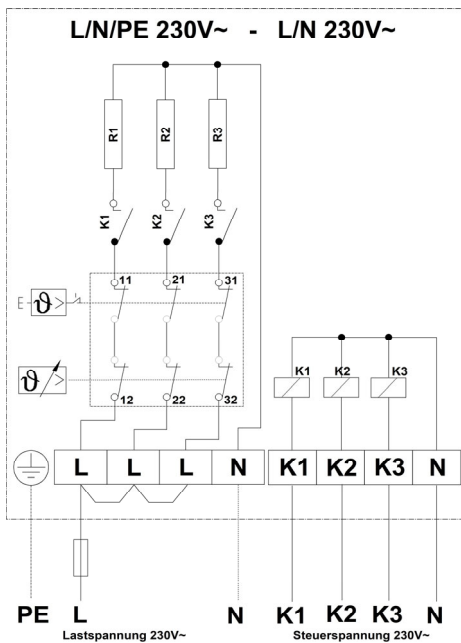 L/N/PE 230V~ - L/N 230V~
R1 R2 R3
K1 K2 K3
11 21 31
ϑ >
K1 K2 K3
ϑ >
12 22 32
L L L N K1 K2 K3 N
PE L N K1 K2 K3 N
Lastspannung 230V~ Steuerspannung 230V~